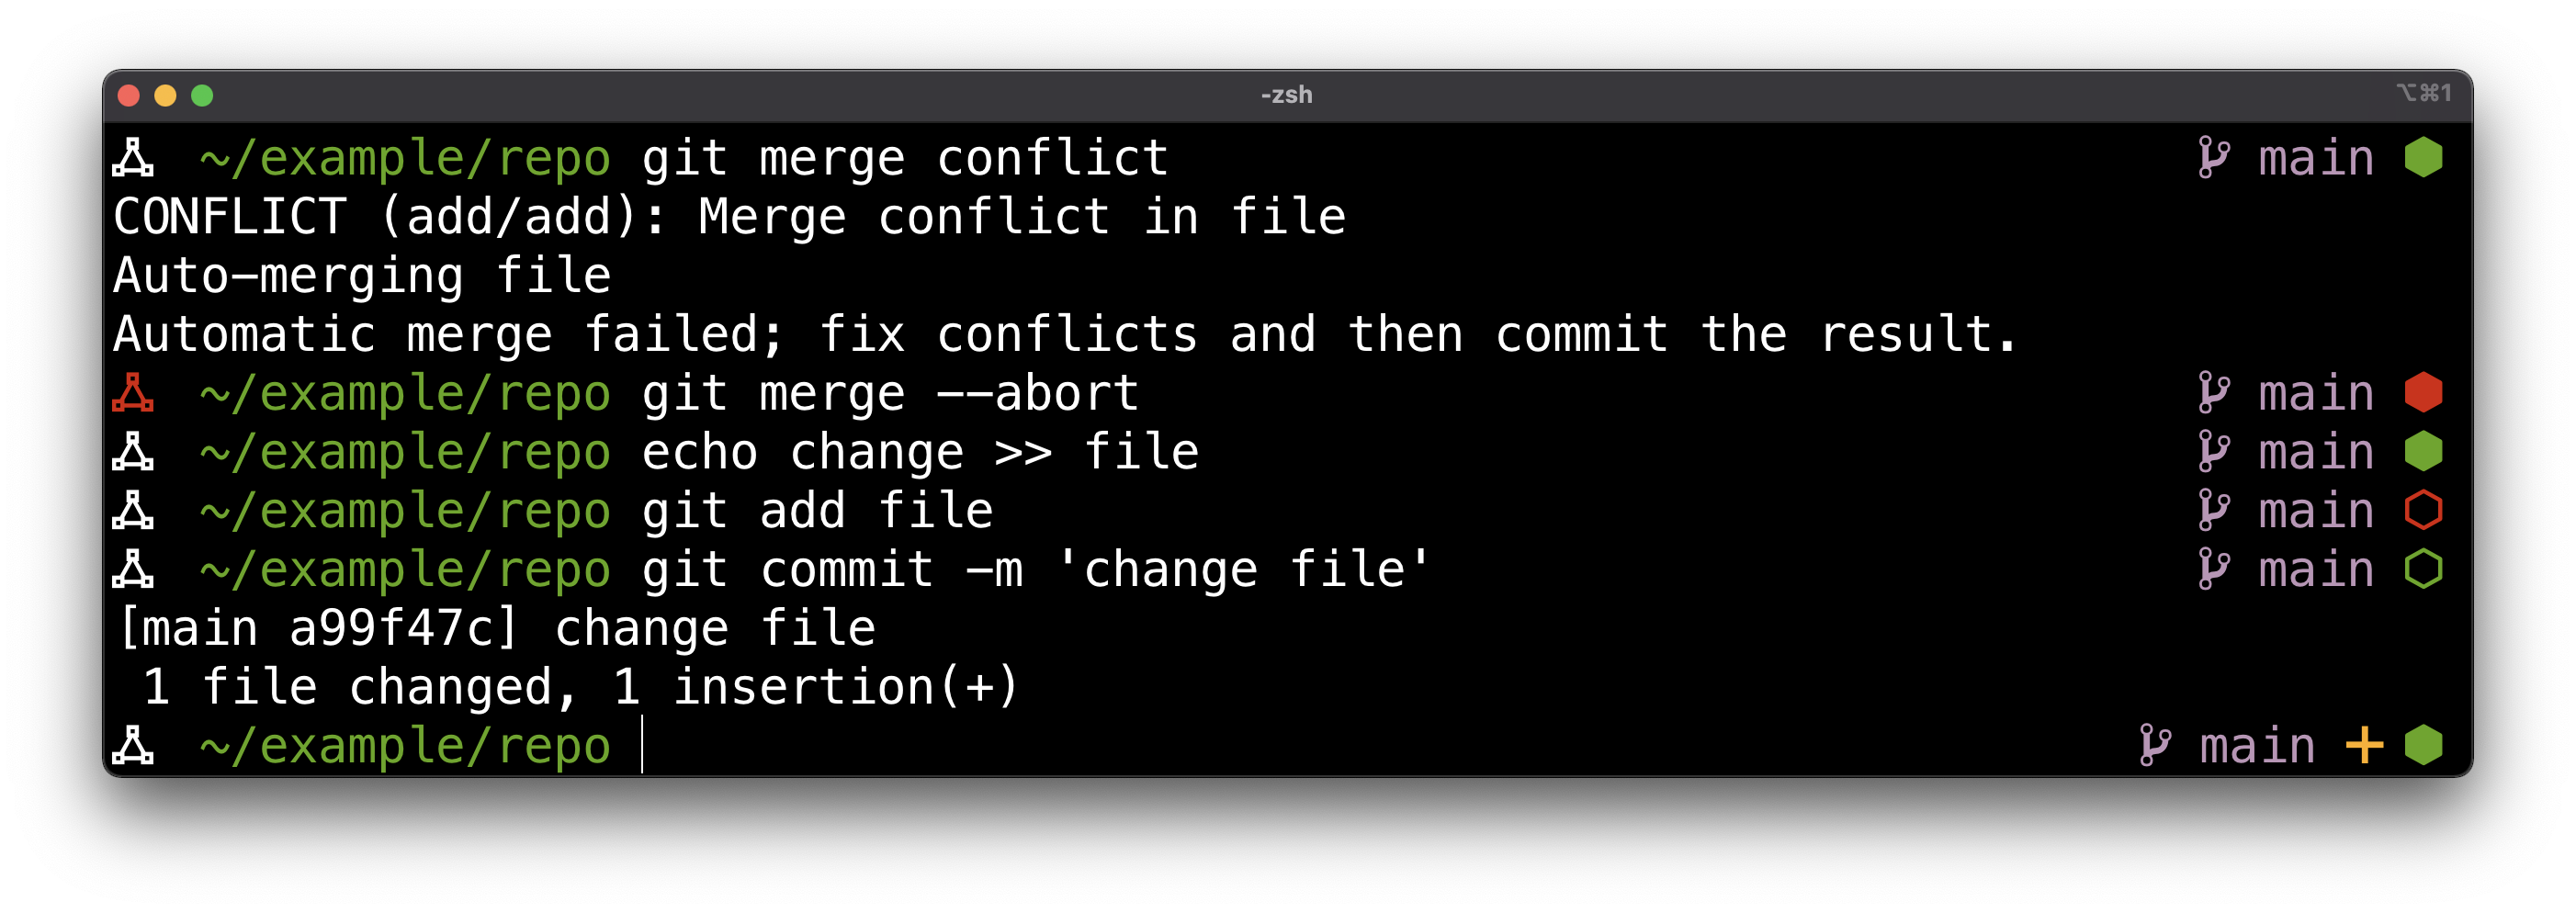 -zsh ⌥⌘1
~/example/repo git merge conflict main
CONFLICT (add/add): Merge conflict in file
Auto-merging file
Automatic merge failed; fix conflicts and then commit the result.
~/example/repo git merge --abort main
~/example/repo echo change >> file main
~/example/repo git add file main
~/example/repo git commit -m 'change file' main
[main a99f47c] change file
 1 file changed, 1 insertion(+)
~/example/repo main +